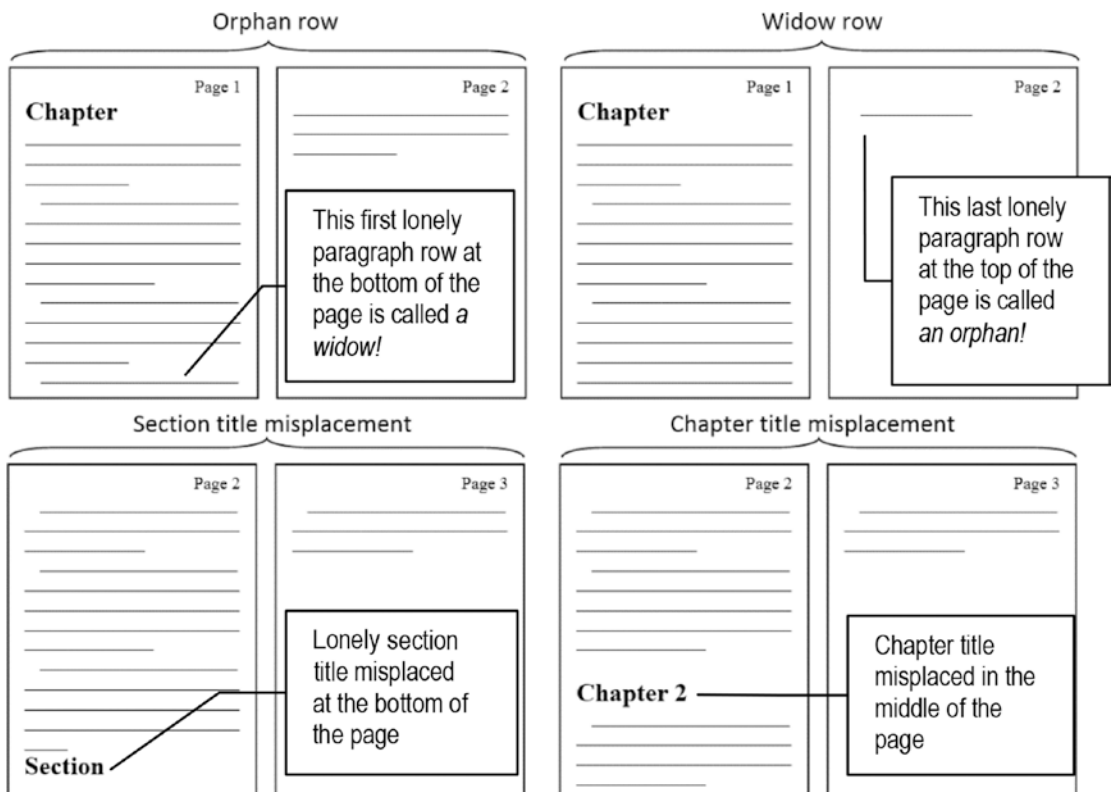 Orphan row
Page 1
Page 2
Chapter
This first lonely
paragraph row at
the bottom of the
page is called a
widow!
Widow row
Page 1
Page 2
Chapter
This last lonely
paragraph row
at the top of the
page is called
an orphan!
Section title misplacement
Page 2
Page 3
Lonely section
title misplaced
at the bottom of
the page
Section
Chapter title misplacement
Page 2
Page 3
Chapter 2
Chapter title
misplaced in the
middle of the
page